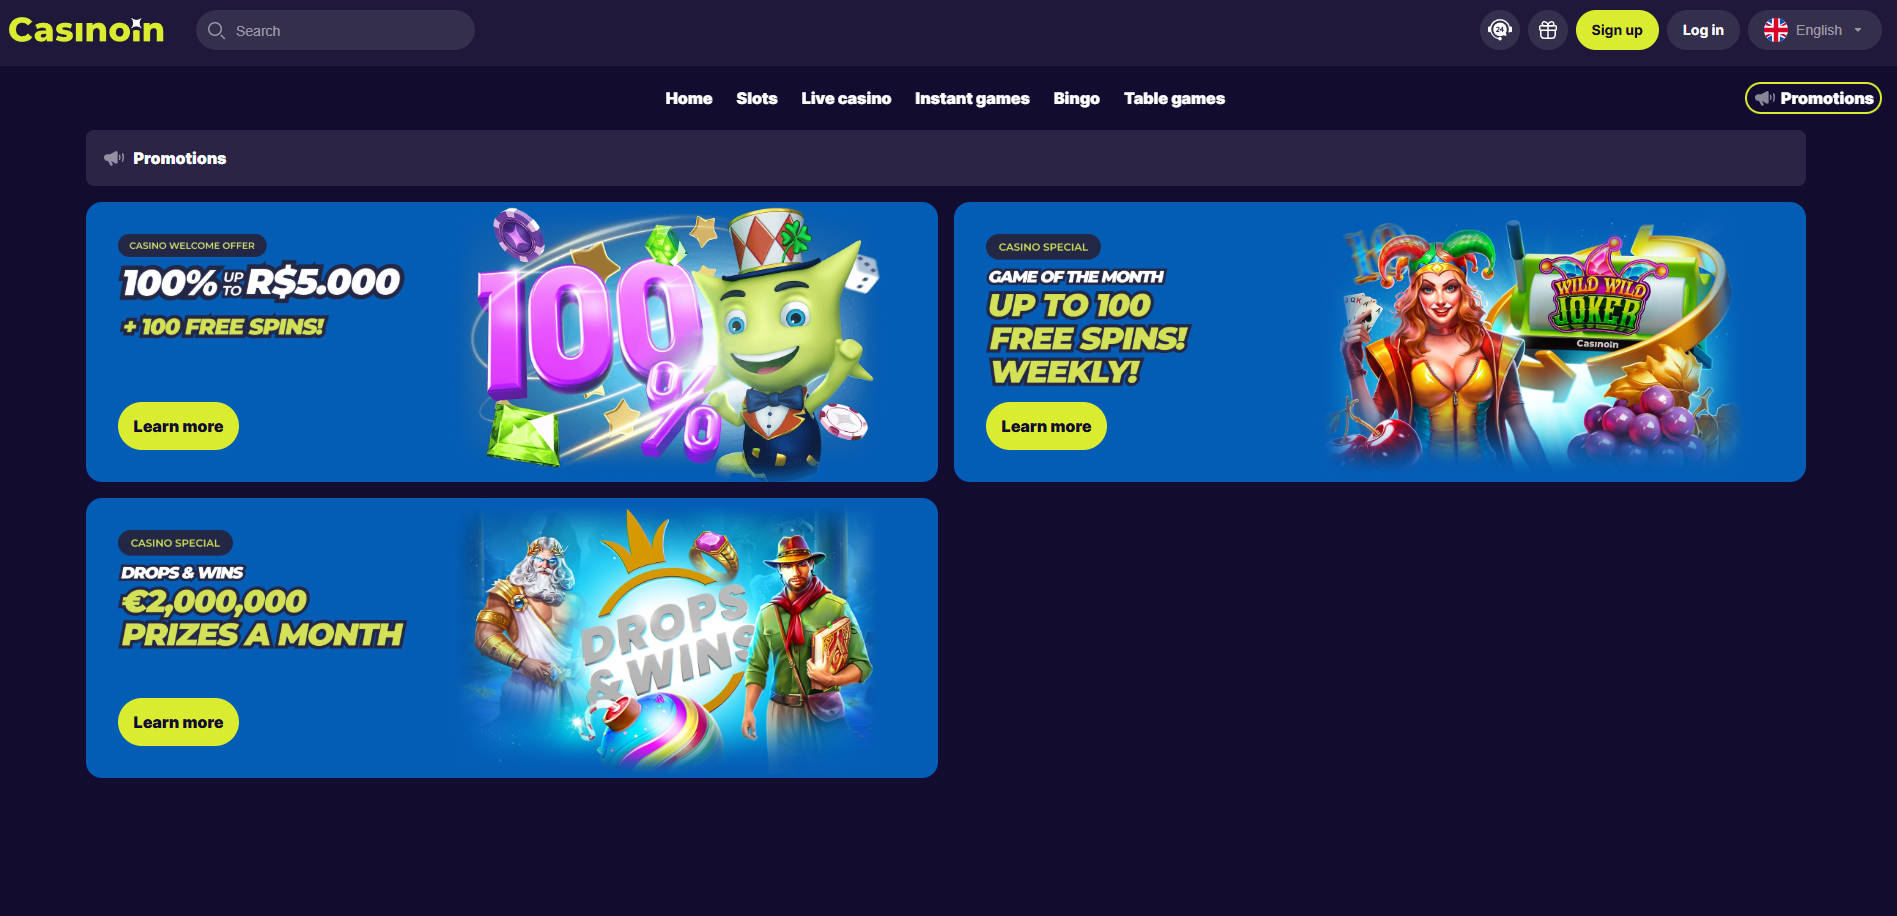 Casinoin
Search
24
Sign up
Log in
English
Home
Slots
Live casino
Instant games
Bingo
Table games
Promotions
Promotions
CASINO WELCOME OFFER
100% UP TO R$5.000
+ 100 FREE SPINS!
Learn more
100%
CASINO SPECIAL
GAME OF THE MONTH
UP TO 100
FREE SPINS!
WEEKLY!
Learn more
10
WILD WILD
JOKER
Casinoin
CASINO SPECIAL
DROPS & WINS
€2,000,000
PRIZES A MONTH
Learn more
DROPS
& WINS